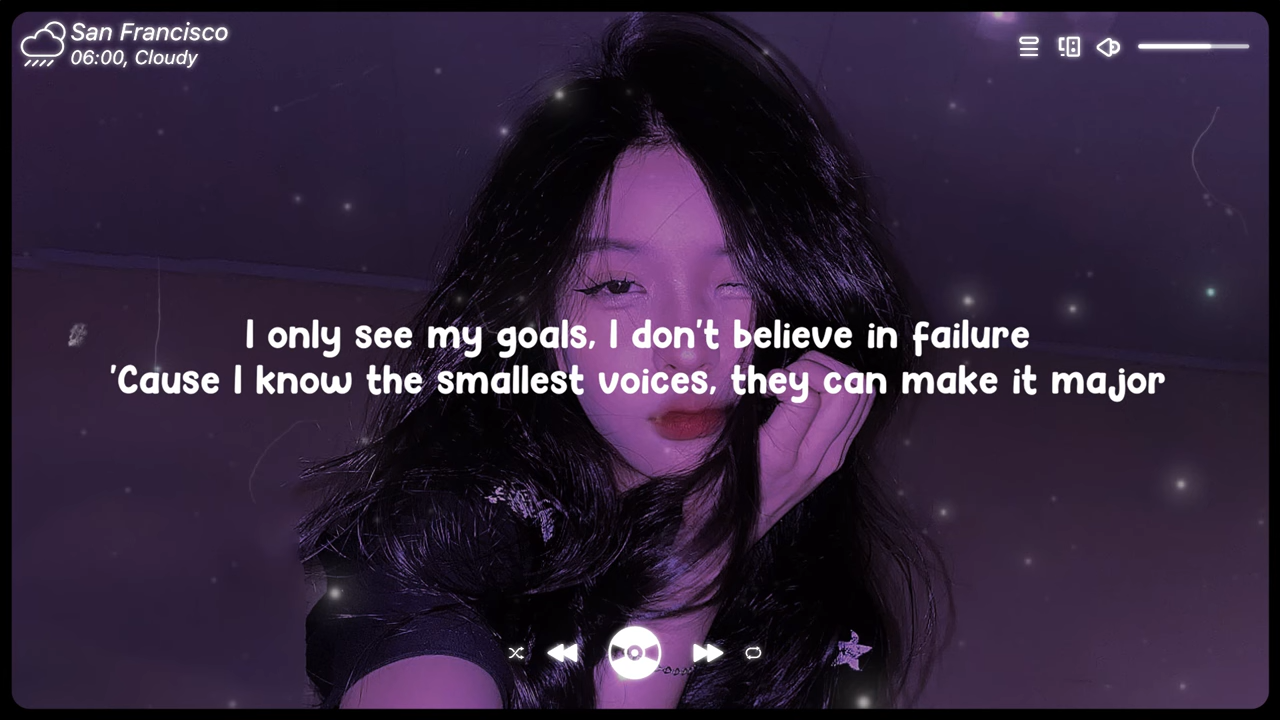 San Francisco
06:00, Cloudy
I only see my goals, I don't believe in failure
'Cause I know the smallest voices, they can make it major